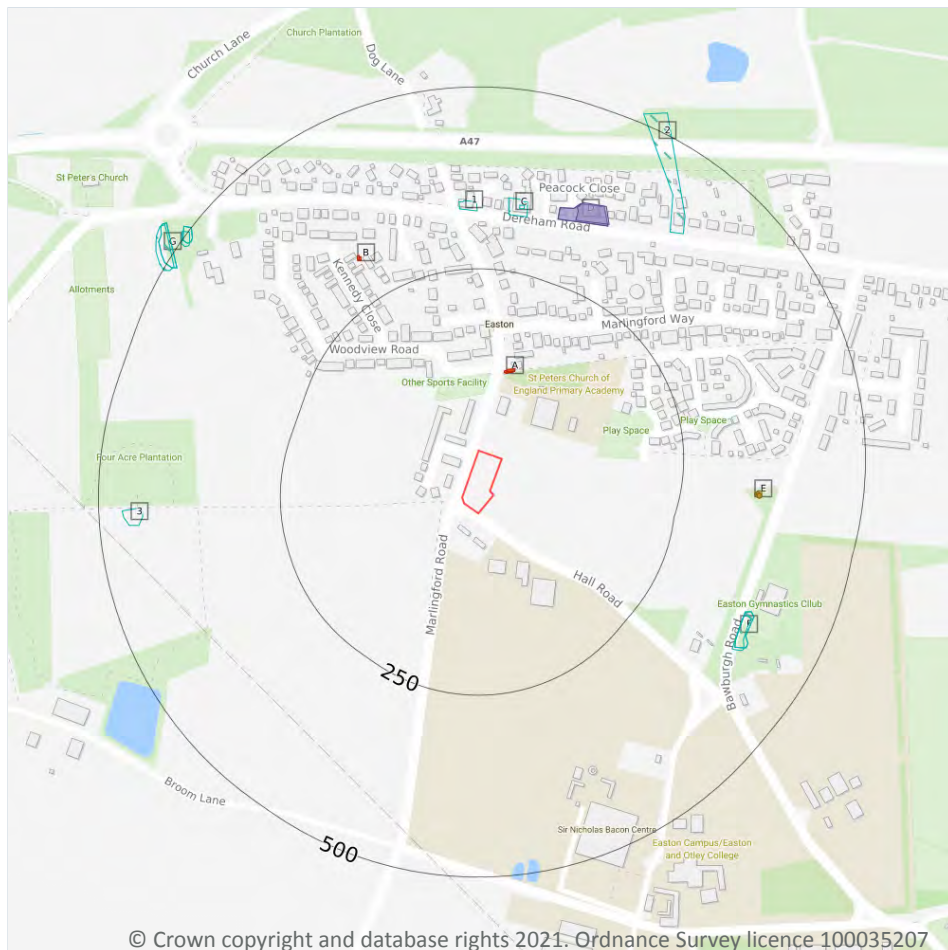 Church Plantation
Church Lane
Dog Lane
A47
2
St Peter's Church
Peacock Close
1
C
Dereham Road
G
B
Kennedy Close
Allotments
Easton
Marlingford Way
Woodview Road
A
Other Sports Facility
St Peters Church of
England Primary Academy
Play Space
Play Space
Four Acre Plantation
E
3
Marlingford Road
Hall Road
Easton Gymnastics Cllub
F
Bawburgh Road
250
Broom Lane
Sir Nicholas Bacon Centre
Easton Campus/Easton
and Otley College
500
© Crown copyright and database rights 2021. Ordnance Survey licence 100035207